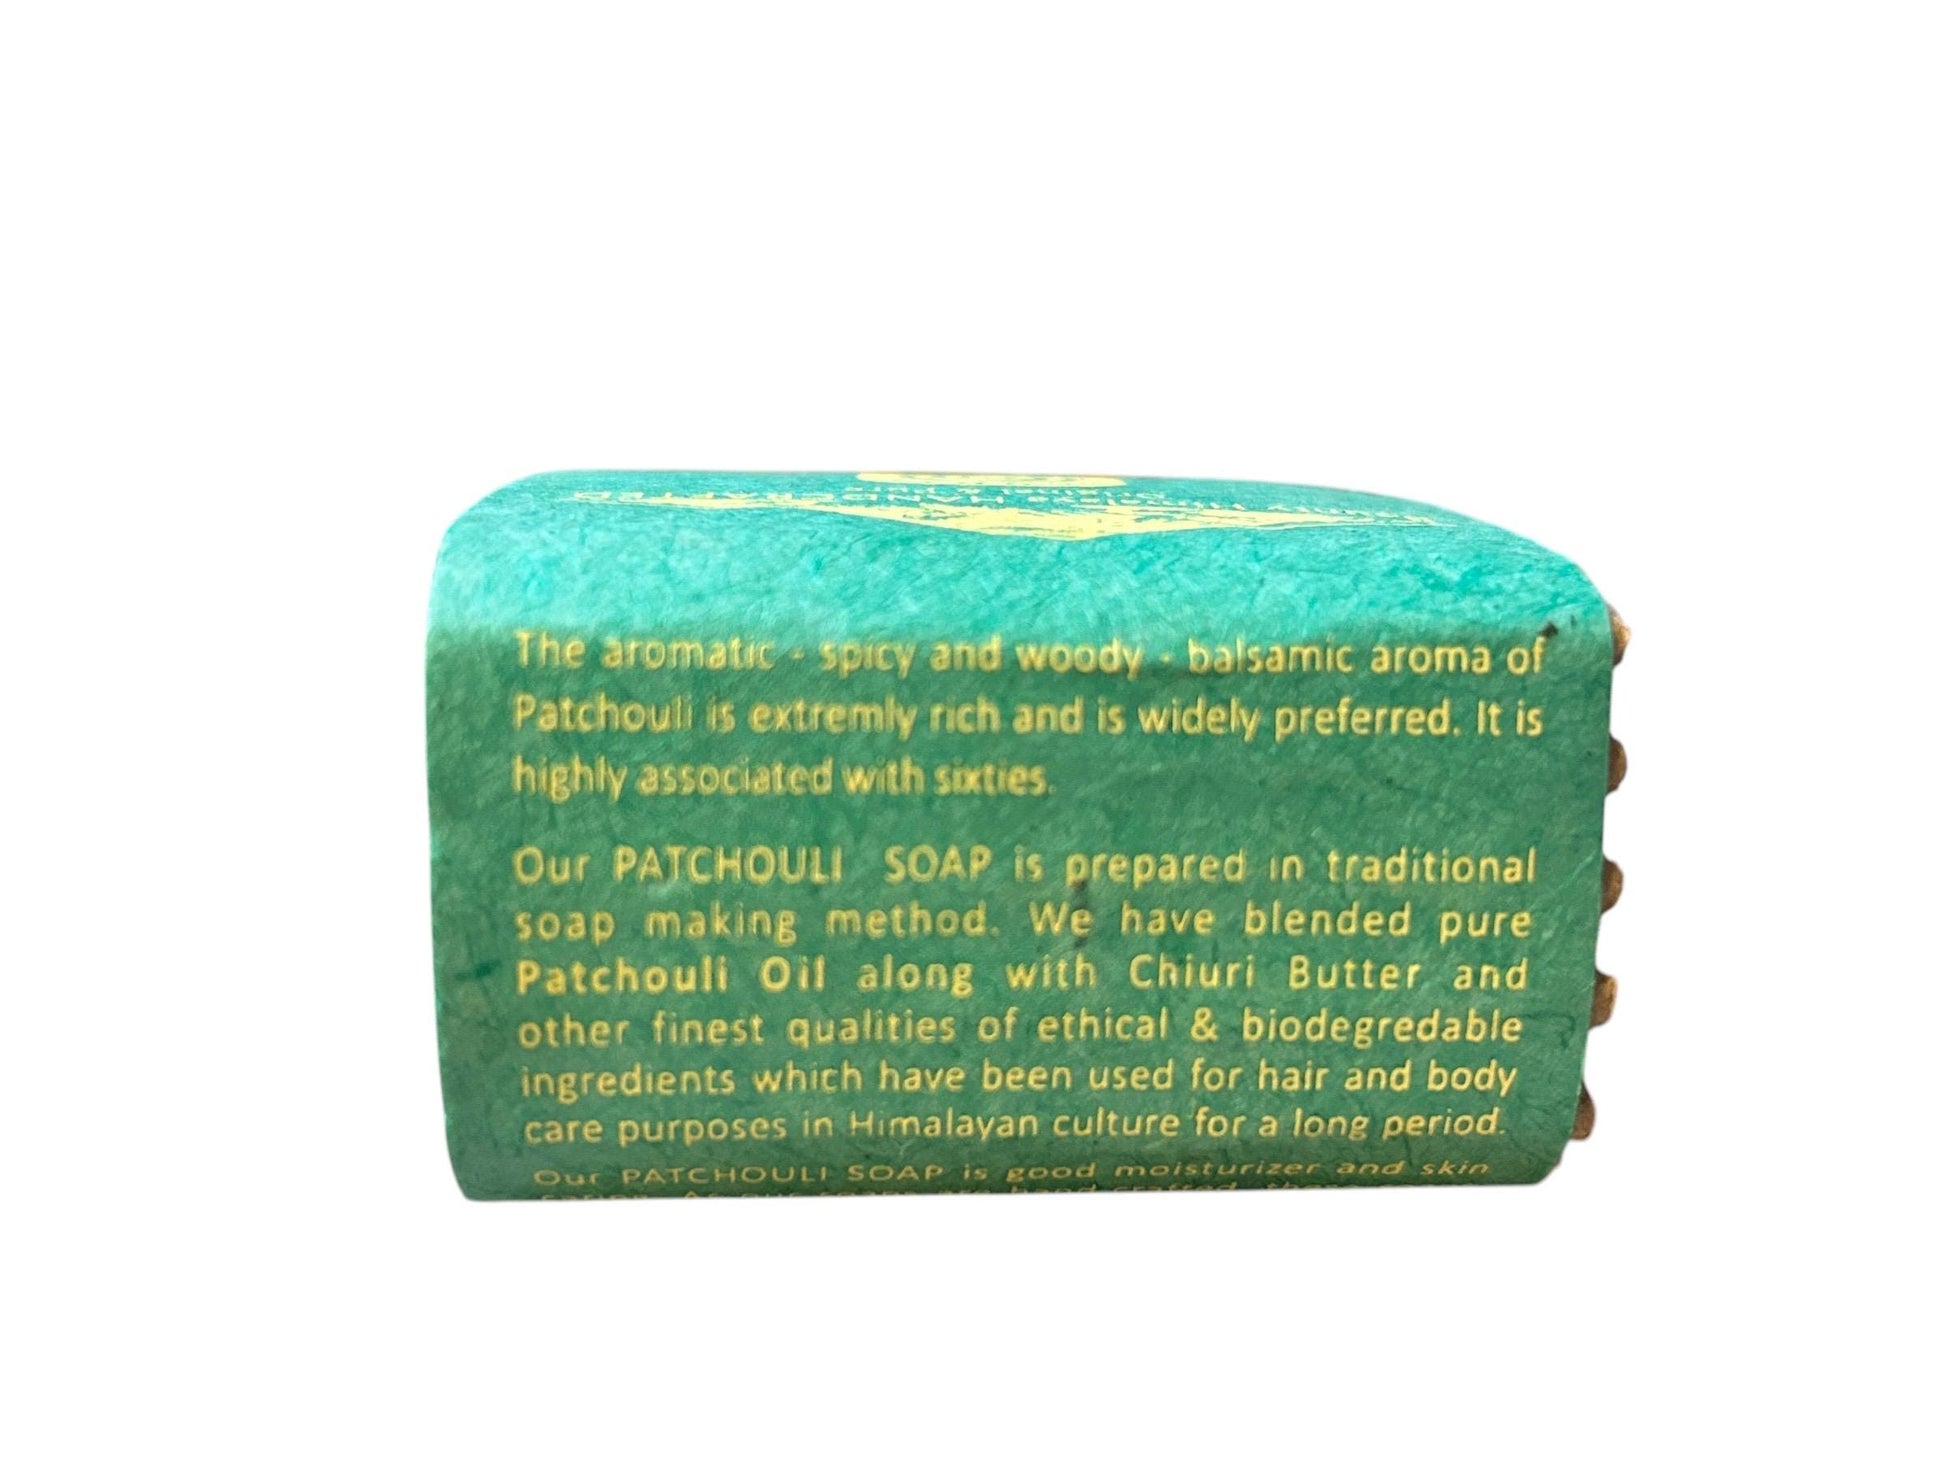 HANDCRAFTED
The aromatic - spicy and woody - balsamic aroma of
Patchouli is extremly rich and is widely preferred. It is
highly associated with sixties.
Our PATCHOULI SOAP is prepared in traditional
soap making method. We have blended pure
Patchouli Oil along with Chiuri Butter and
other finest qualities of ethical & biodegredable
ingredients which have been used for hair and body
care purposes in Himalayan culture for a long period.
Our PATCHOULI SOAP is good moisturizer and skin